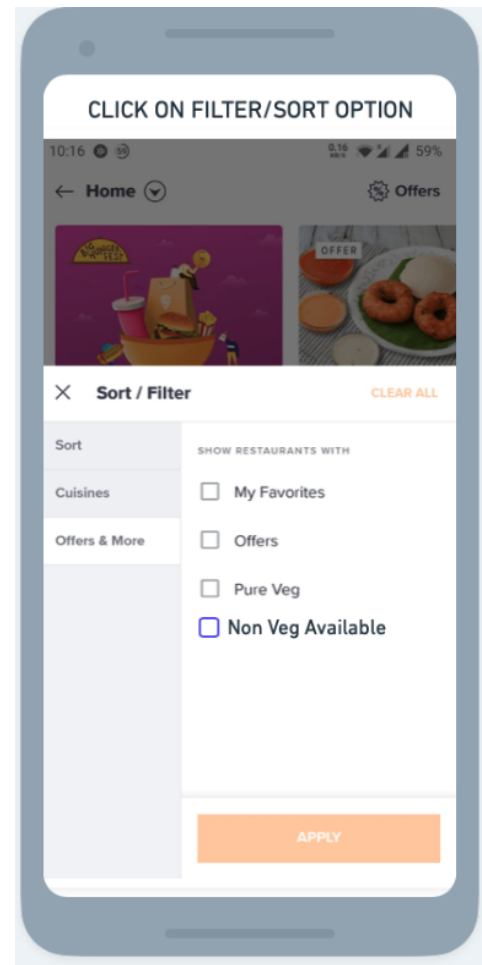 CLICK ON FILTER/SORT OPTION
10:16
59%
Home
Offers
OFFER
Sort / Filter
CLEAR ALL
Sort
SHOW RESTAURANTS WITH
Cuisines
My Favorites
Offers & More
Offers
Pure Veg
Non Veg Available
APPLY